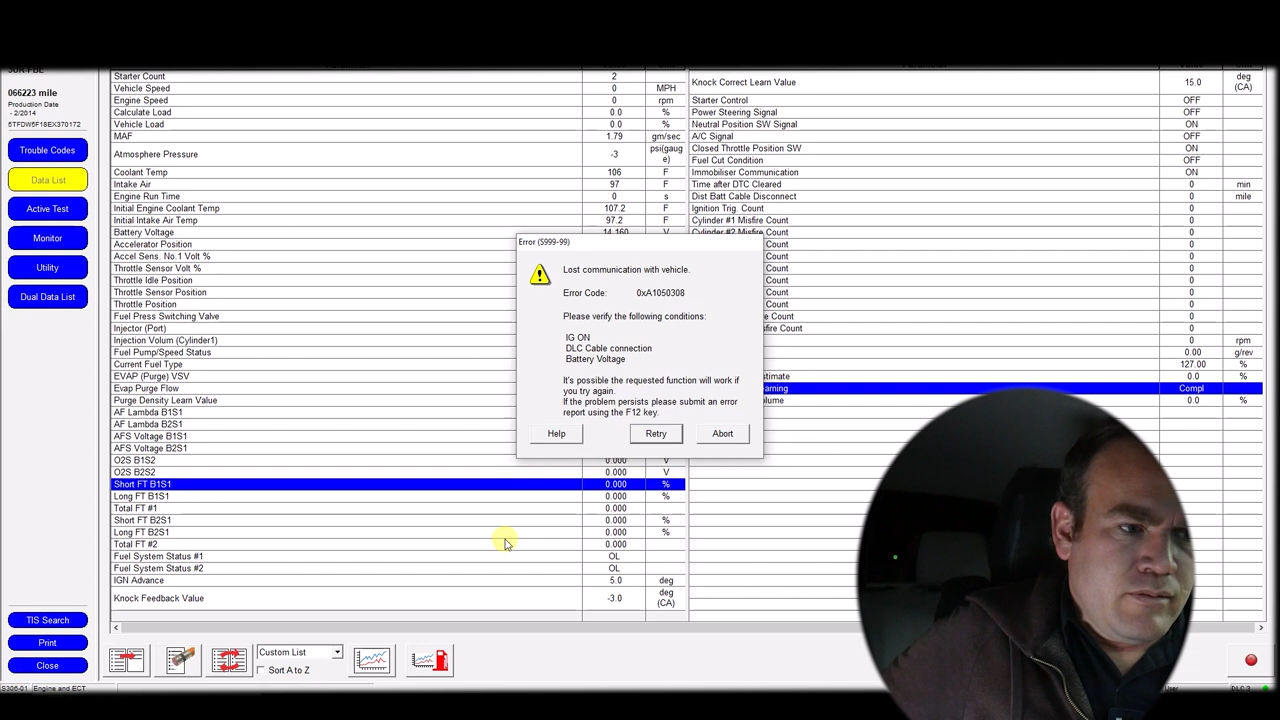 066223 mile
Production Date
- 2/2014
5TFDW5F18EX370172
Trouble Codes
Data List
Active Test
Monitor
Utility
Dual Data List
TIS Search
Print
Close
Starter Count 2
Vehicle Speed 0 MPH
Engine Speed 0 rpm
Calculate Load 0.0 %
Vehicle Load 0.0 %
MAF 1.79 gm/sec
Atmosphere Pressure -3 psi(gauge)
Coolant Temp 106 F
Intake Air 97 F
Engine Run Time 0 s
Initial Engine Coolant Temp 107.2 F
Initial Intake Air Temp 97.2 F
Battery Voltage 14.160 V
Accelerator Position
Accel Sens. No.1 Volt %
Throttle Sensor Volt %
Throttle Idle Position
Throttle Sensor Position
Throttle Position
Fuel Press Switching Valve
Injector (Port)
Injection Volum (Cylinder1)
Fuel Pump/Speed Status
Current Fuel Type
EVAP (Purge) VSV
Evap Purge Flow
Purge Density Learn Value
AF Lambda B1S1
AF Lambda B2S1
AFS Voltage B1S1
AFS Voltage B2S1
O2S B1S2 0.000 V
O2S B2S2 0.000 V
Short FT B1S1 0.000 %
Long FT B1S1 0.000 %
Total FT #1 0.000
Short FT B2S1 0.000 %
Long FT B2S1 0.000 %
Total FT #2 0.000
Fuel System Status #1 OL
Fuel System Status #2 OL
IGN Advance 5.0 deg
Knock Feedback Value -3.0 deg (CA)
Knock Correct Learn Value 15.0 deg (CA)
Starter Control OFF
Power Steering Signal OFF
Neutral Position SW Signal ON
A/C Signal OFF
Closed Throttle Position SW ON
Fuel Cut Condition OFF
Immobiliser Communication ON
Time after DTC Cleared 0 min
Dist Batt Cable Disconnect 0 mile
Ignition Trig. Count 0
Cylinder #1 Misfire Count 0
Cylinder #2 Misfire Count 0
Count 0
Count 0
Count 0
Count 0
Count 0
Count 0
sfire Count 0
0 rpm
0.00 g/rev
127.00 %
stimate 0.0 %
arning Compl
olume 0.0 %
Error (S999-99)
Lost communication with vehicle.
Error Code: 0xA1050308
Please verify the following conditions:
IG ON
DLC Cable connection
Battery Voltage
It's possible the requested function will work if
you try again.
If the problem persists please submit an error
report using the F12 key.
Help Retry Abort
Custom List
Sort A to Z
S306-01 Engine and ECT
User
DLC 3